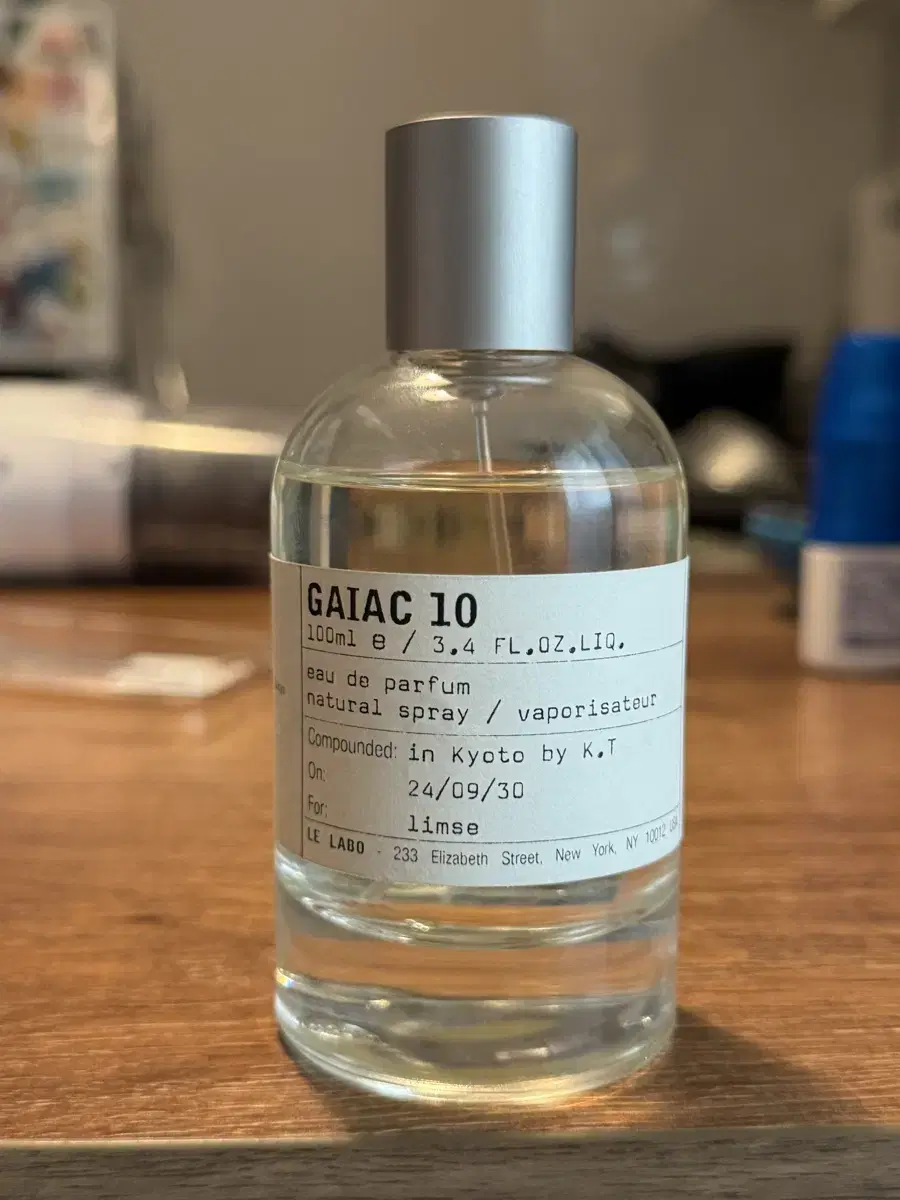 GAIAC 10
100ml e / 3.4 FL.OZ.LIQ.
eau de parfum
natural spray / vaporisateur
Compounded: in Kyoto by K.T
On: 24/09/30
For: limse
LE LABO - 233 Elizabeth Street, New York, NY 10012 USA